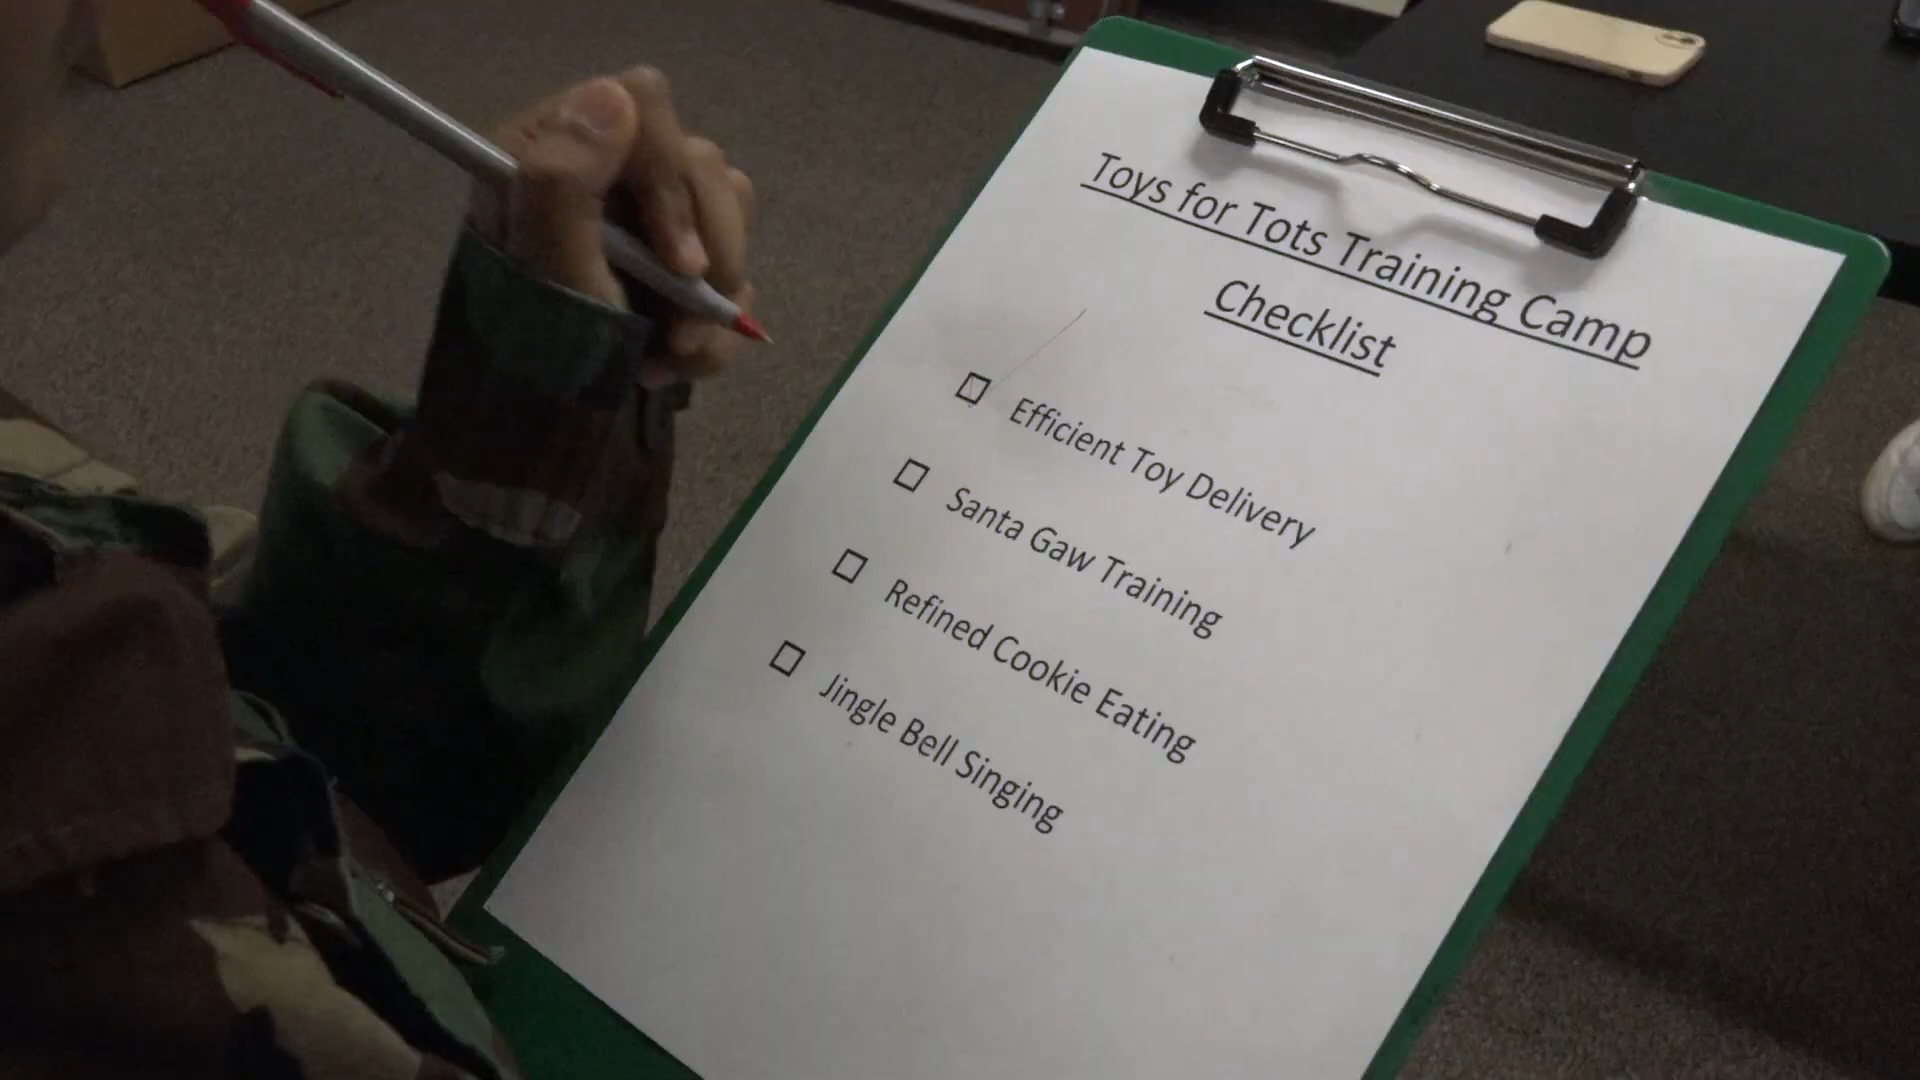 Toys for Tots Training Camp
Checklist
Efficient Toy Delivery
Santa Gaw Training
Refined Cookie Eating
Jingle Bell Singing